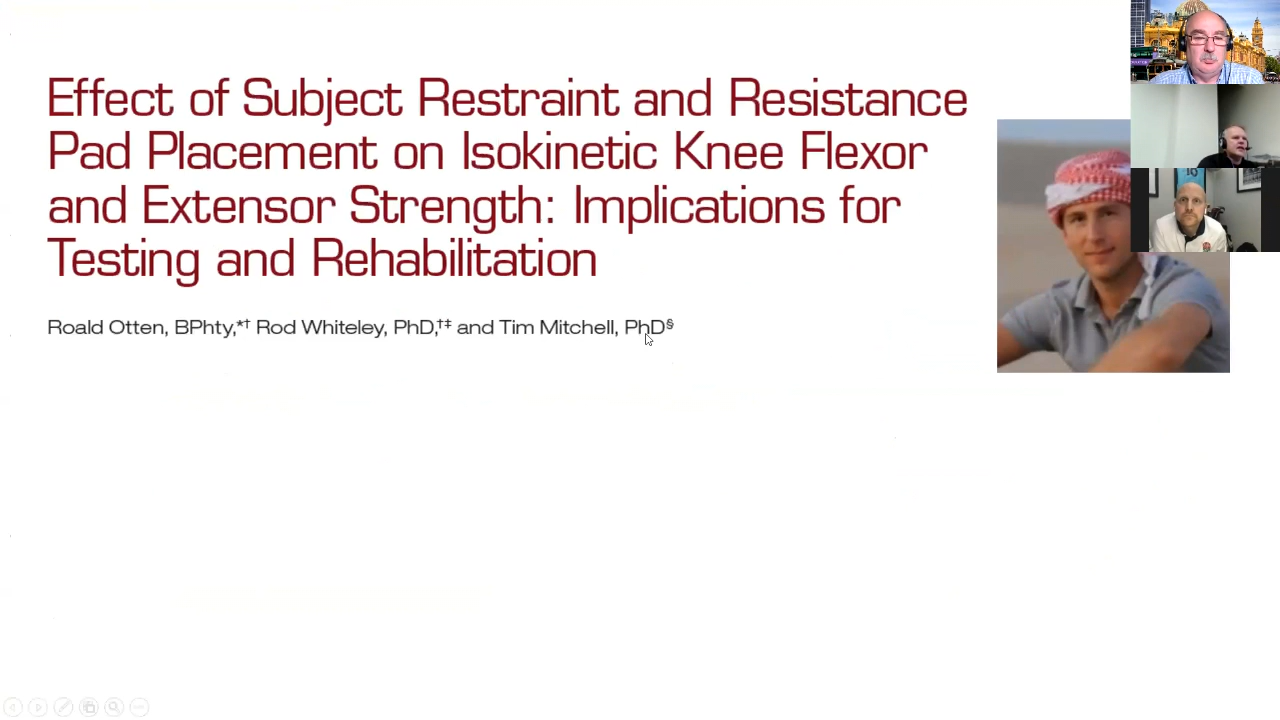 Effect of Subject Restraint and Resistance
Pad Placement on Isokinetic Knee Flexor
and Extensor Strength: Implications for
Testing and Rehabilitation
Roald Otten, BPhty,*† Rod Whiteley, PhD,†‡ and Tim Mitchell, PhD§